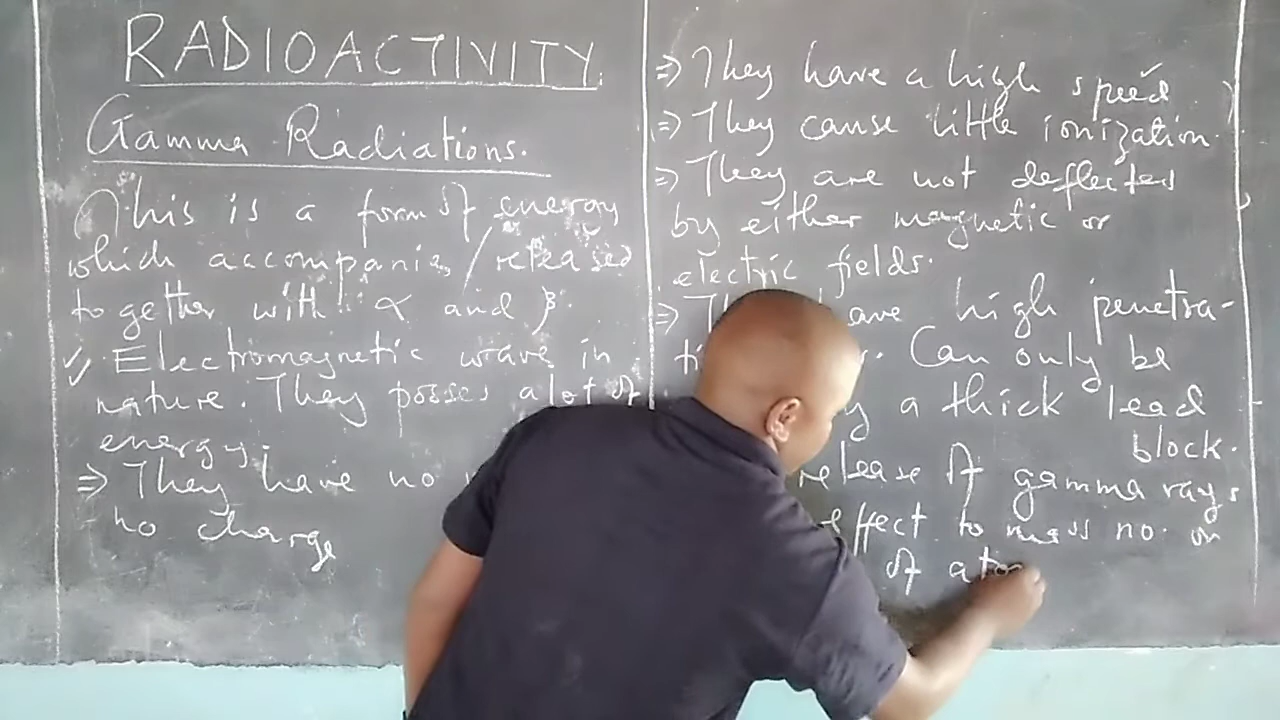 RADIOACTIVITY.
Gamma Radiations.
This is a form of energy
which accompanies/released
together with α and β.
✓ Electromagnetic wave in
nature. They posses a lot of
energy.
⇒ They have no
no charge
⇒ They have a high speed
⇒ They cause little ionization.
⇒ They are not deflected
by either magnetic or
electric fields.
⇒ high penetra-
Can only be
a thick lead
block.
release of gamma rays
effect to mass no. or
of